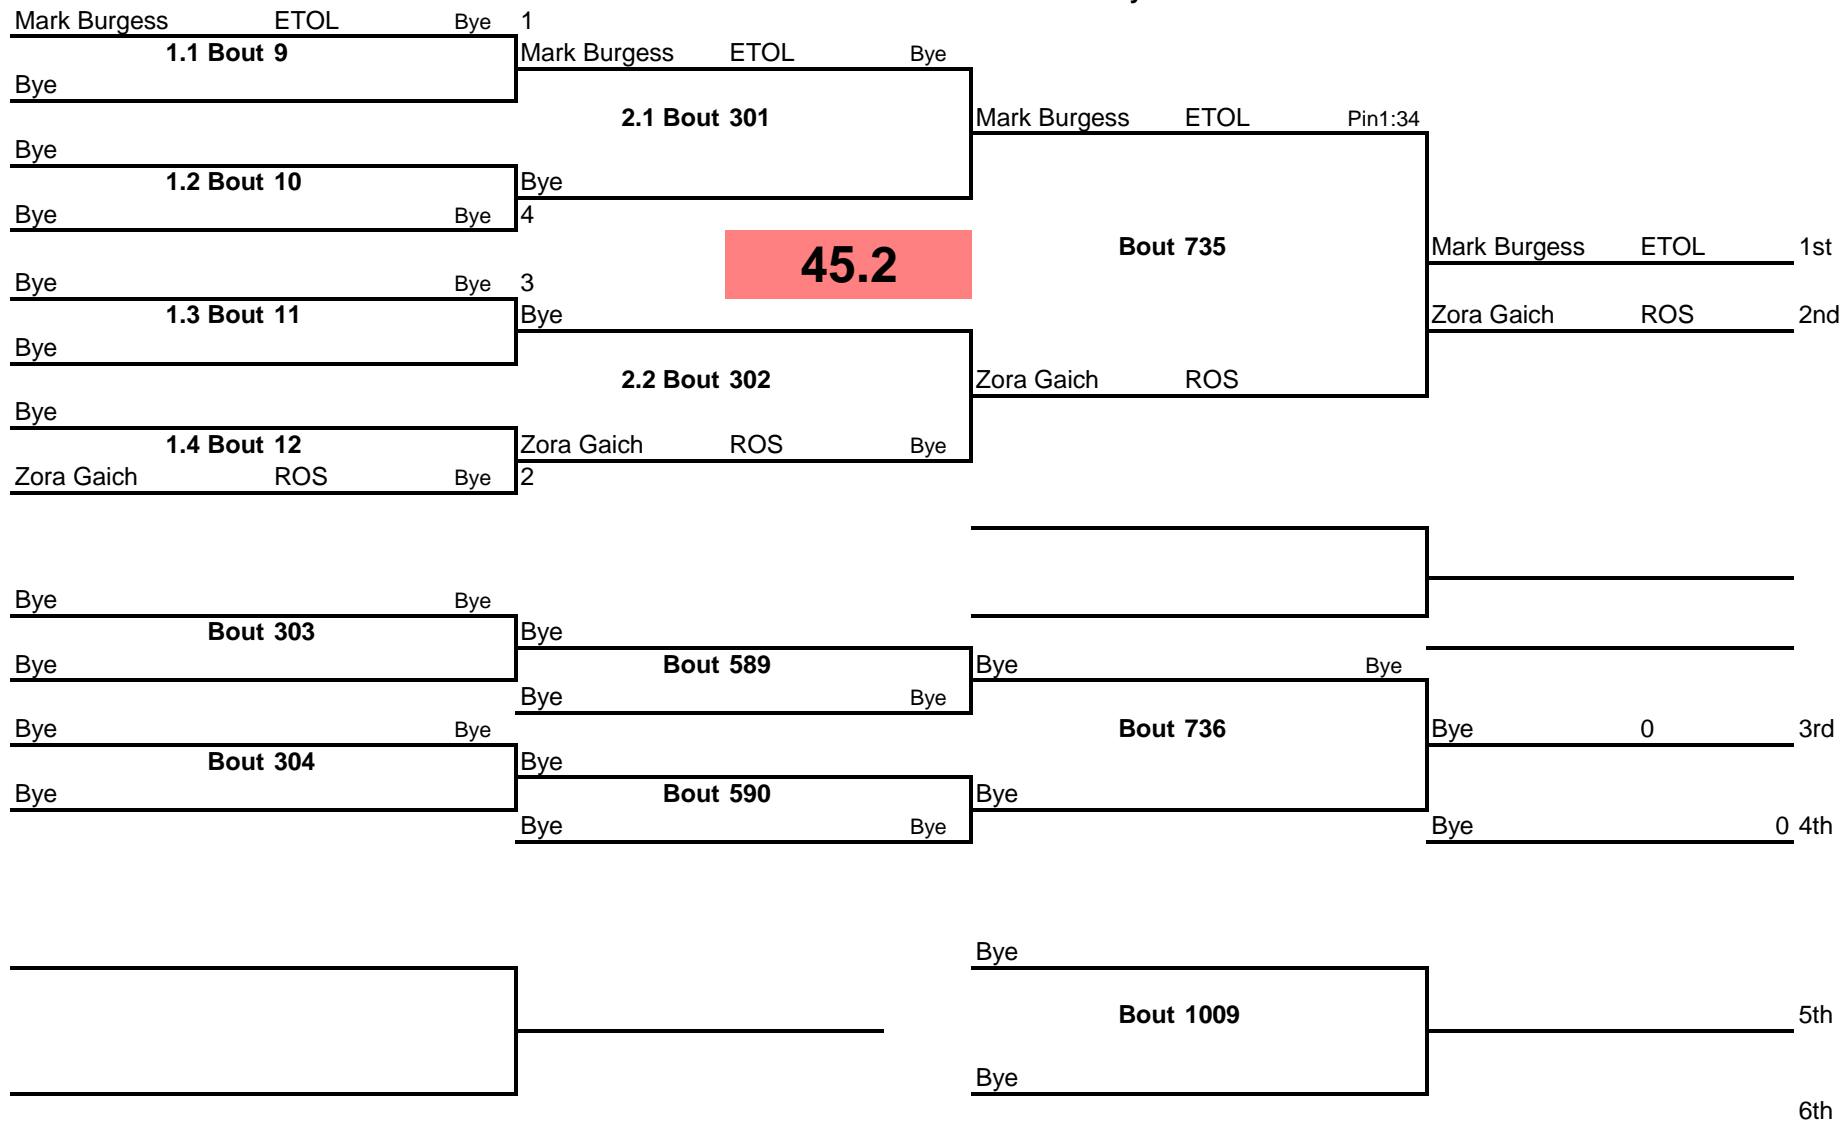 Mark Burgess ETOL Bye 1
1.1 Bout 9 Mark Burgess ETOL Bye
Bye
2.1 Bout 301 Mark Burgess ETOL Pin1:34
Bye
1.2 Bout 10 Bye
Bye Bye 4
45.2 Bout 735 Mark Burgess ETOL 1st
Bye Bye 3
1.3 Bout 11 Bye Zora Gaich ROS 2nd
Bye
2.2 Bout 302 Zora Gaich ROS
Bye
1.4 Bout 12 Zora Gaich ROS Bye
Zora Gaich ROS Bye 2
Bye Bye
Bout 303 Bye
Bye Bout 589 Bye Bye
Bye Bye
Bye Bye Bout 736 Bye 0 3rd
Bout 304 Bye
Bye Bout 590 Bye
Bye Bye Bye 0 4th
Bye
Bout 1009 5th
Bye
6th